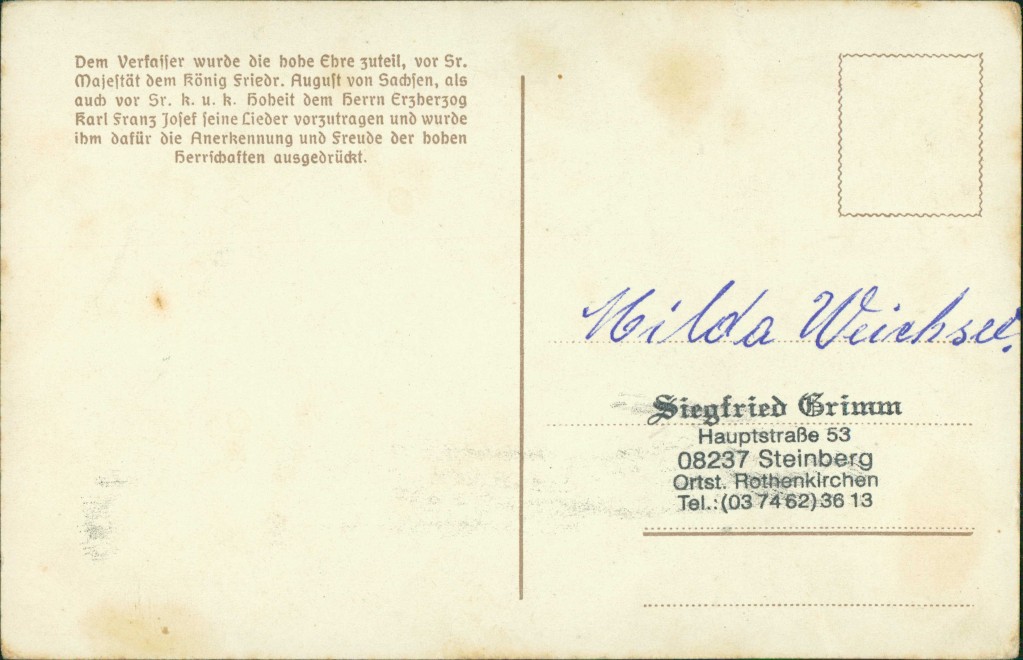 Dem Verfasser wurde die hohe Ehre zuteil, vor Sr.
Majestät dem König Friedr. August von Sachsen, als
auch vor Sr. k. u. k. Hoheit dem Herrn Erzherzog
Karl Franz Josef seine Lieder vorzutragen und wurde
ihm dafür die Anerkennung und Freude der hohen
Herrschaften ausgedrückt.
Hilda Weichsel.
Siegfried Grimm
Hauptstraße 53
08237 Steinberg
Ortst. Rothenkirchen
Tel.: (03 74 62) 36 13